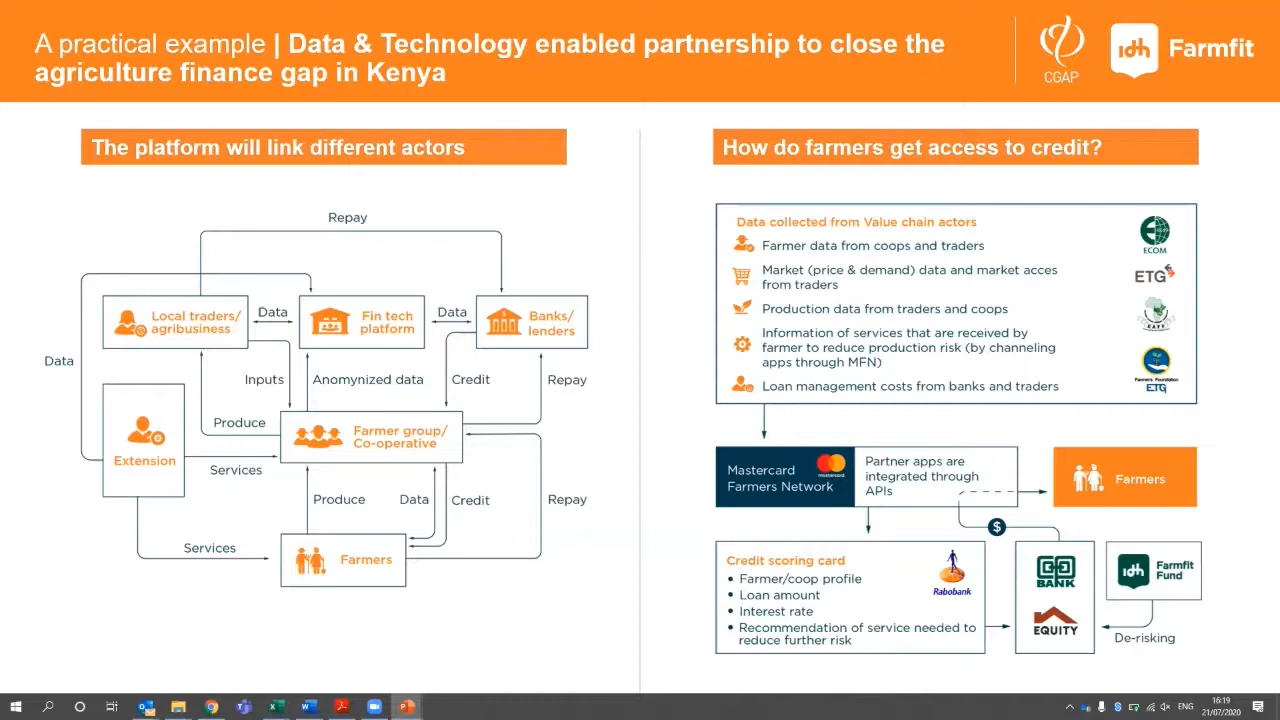 A practical example | Data & Technology enabled partnership to close the
agriculture finance gap in Kenya
CGAP
idh
Farmfit
The platform will link different actors
Repay
Local traders/
agribusiness
Data
Fin tech
platform
Data
Banks/
lenders
Data
Inputs
Anomynized data
Credit
Repay
Produce
Farmer group/
Co-operative
Extension
Services
Produce
Data
Credit
Repay
Services
Farmers
How do farmers get access to credit?
Data collected from Value chain actors
Farmer data from coops and traders
Market (price & demand) data and market acces
from traders
Production data from traders and coops
Information of services that are received by
farmer to reduce production risk (by channeling
apps through MFN)
Loan management costs from banks and traders
ECOM
ETG
EAFF
Farmers Foundation
ETG
Mastercard
Farmers Network
mastercard
Partner apps are
integrated through
APIs
Farmers
$
Credit scoring card
• Farmer/coop profile
• Loan amount
• Interest rate
• Recommendation of service needed to
reduce further risk
Rabobank
BANK
EQUITY
idh
Farmfit
Fund
De-risking
ENG
16:19
21/07/2020